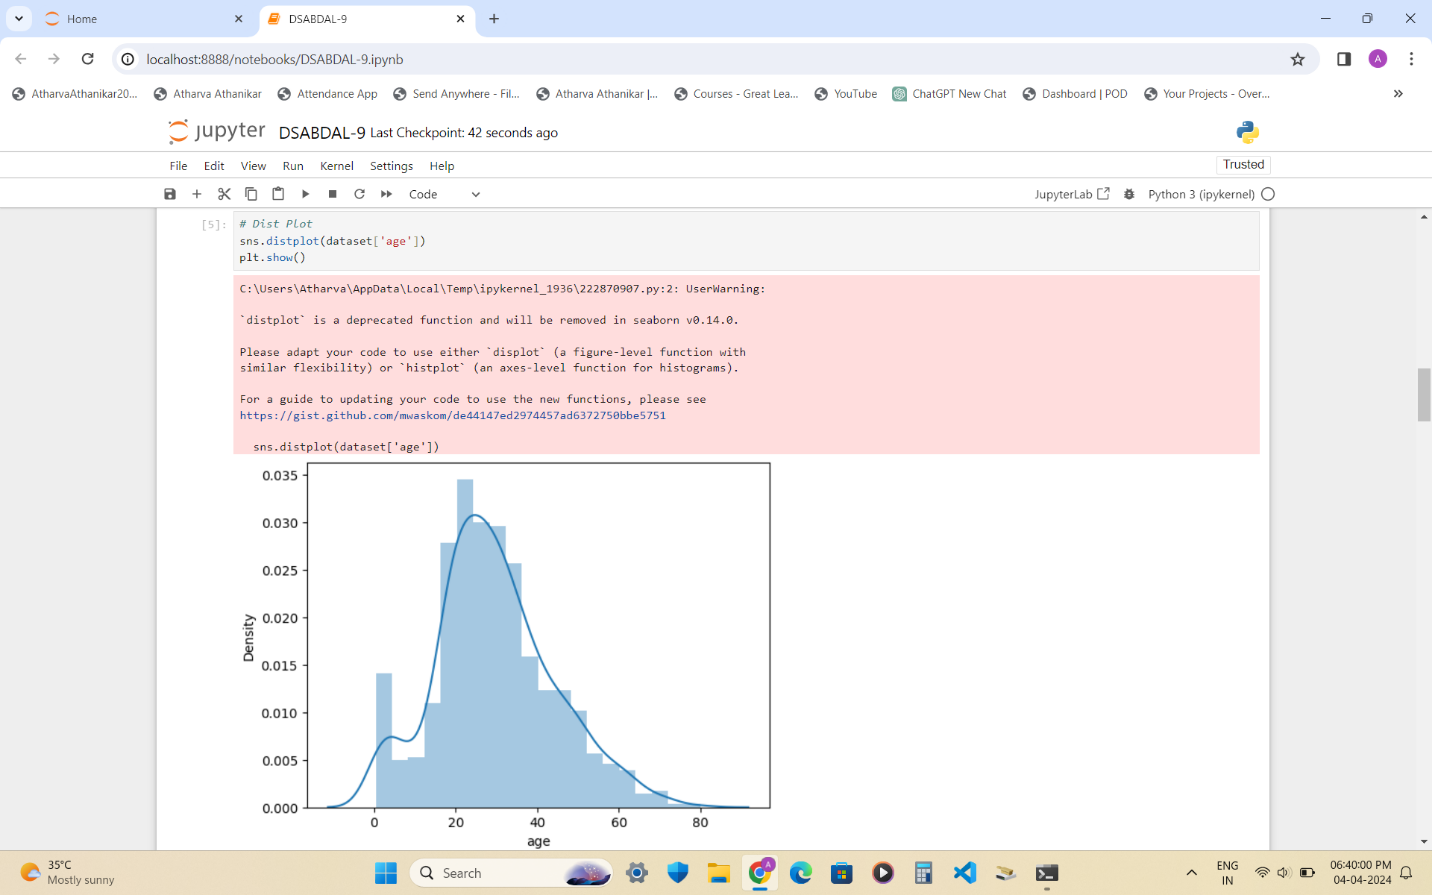 Home
DSABDAL-9
localhost:8888/notebooks/DSABDAL-9.ipynb
A
AtharvaAthanikar20...
Atharva Athanikar
Attendance App
Send Anywhere - Fil...
Atharva Athanikar |...
Courses - Great Lea...
YouTube
ChatGPT New Chat
Dashboard | POD
Your Projects - Over...
jupyter DSABDAL-9 Last Checkpoint: 42 seconds ago
File Edit View Run Kernel Settings Help
Trusted
Code
JupyterLab
Python 3 (ipykernel)
[5]: # Dist Plot
sns.distplot(dataset['age'])
plt.show()
C:\Users\Atharva\AppData\Local\Temp\ipykernel_1936\222870907.py:2: UserWarning:
`distplot` is a deprecated function and will be removed in seaborn v0.14.0.
Please adapt your code to use either `displot` (a figure-level function with
similar flexibility) or `histplot` (an axes-level function for histograms).
For a guide to updating your code to use the new functions, please see
https://gist.github.com/mwaskom/de44147ed2974457ad6372750bbe5751
sns.distplot(dataset['age'])
0.035
0.030
0.025
0.020
0.015
0.010
0.005
0.000
Density
0 20 40 60 80
age
35°C
Mostly sunny
Search
A
ENG
IN
06:40:00 PM
04-04-2024